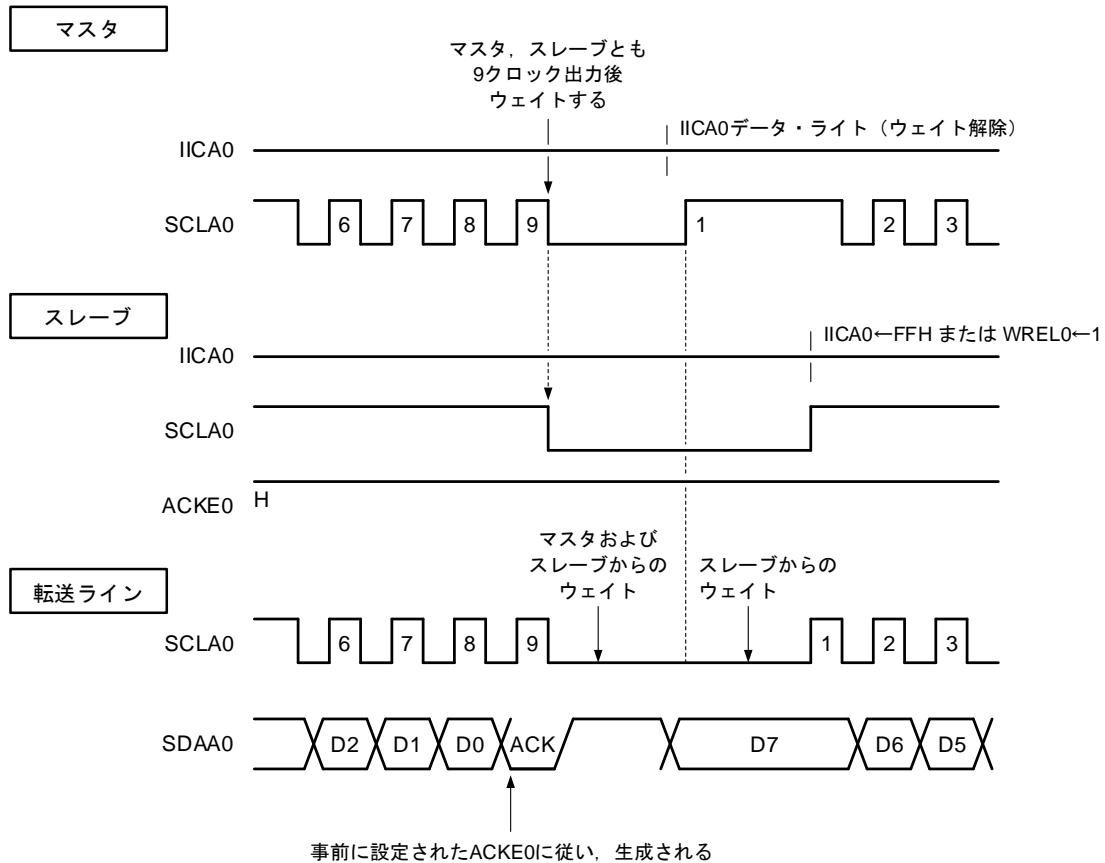 マスタ
マスタ，スレーブとも
9クロック出力後
ウェイトする
IICA0データ・ライト（ウェイト解除）
IICA0
SCLA0
6 7 8 9 1 2 3
スレーブ
IICA0←FFH または WREL0←1
IICA0
SCLA0
ACKE0 H
マスタおよび
スレーブからの
ウェイト
スレーブからの
ウェイト
転送ライン
SCLA0
6 7 8 9 1 2 3
SDAA0
D2 D1 D0 ACK D7 D6 D5
事前に設定されたACKE0に従い，生成される